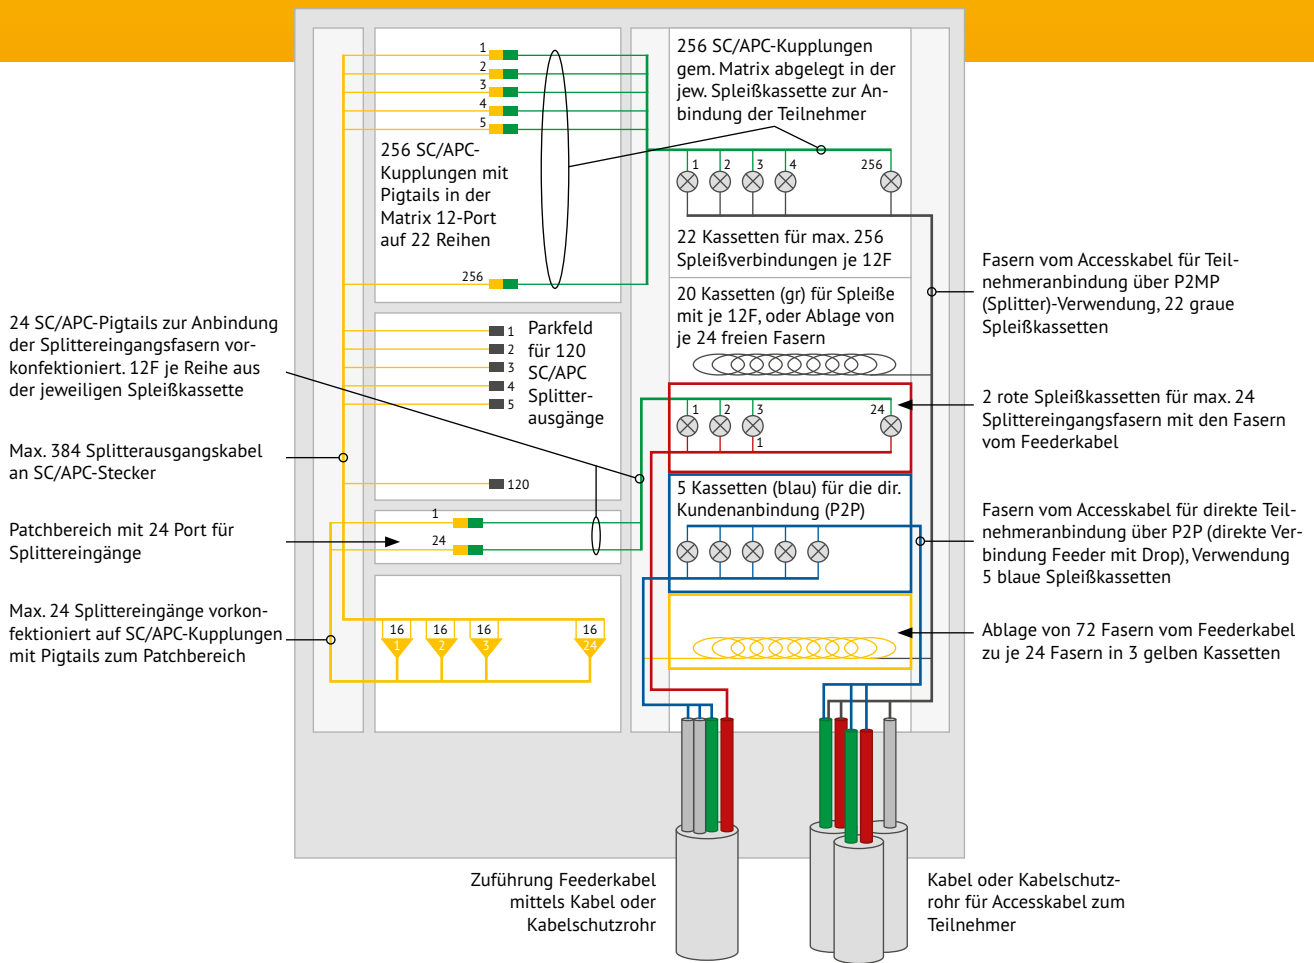 24 SC/APC-Pigtails zur Anbindung
der Splittereingangsfasern vor-
konfektioniert. 12F je Reihe aus
der jeweiligen Spleißkassette
Max. 384 Splitterausgangskabel
an SC/APC-Stecker
Patchbereich mit 24 Port für
Splittereingänge
Max. 24 Splittereingänge vorkon-
fektioniert auf SC/APC-Kupplungen
mit Pigtails zum Patchbereich
1
2
3
4
5
256 SC/APC-
Kupplungen mit
Pigtails in der
Matrix 12-Port
auf 22 Reihen
256
1
2
3
4
5
Parkfeld
für 120
SC/APC
Splitter-
ausgänge
120
1
24
16 16 16 16
1 2 3 24
256 SC/APC-Kupplungen
gem. Matrix abgelegt in der
jew. Spleißkassette zur An-
bindung der Teilnehmer
1 2 3 4 256
22 Kassetten für max. 256
Spleißverbindungen je 12F
20 Kassetten (gr) für Spleiße
mit je 12F, oder Ablage von
je 24 freien Fasern
1 2 3 24
1
5 Kassetten (blau) für die dir.
Kundenanbindung (P2P)
Fasern vom Accesskabel für Teil-
nehmeranbindung über P2MP
(Splitter)-Verwendung, 22 graue
Spleißkassetten
2 rote Spleißkassetten für max. 24
Splittereingangsfasern mit den Fasern
vom Feederkabel
Fasern vom Accesskabel für direkte Teil-
nehmeranbindung über P2P (direkte Ver-
bindung Feeder mit Drop), Verwendung
5 blaue Spleißkassetten
Ablage von 72 Fasern vom Feederkabel
zu je 24 Fasern in 3 gelben Kassetten
Zuführung Feederkabel
mittels Kabel oder
Kabelschutzrohr
Kabel oder Kabelschutz-
rohr für Accesskabel zum
Teilnehmer